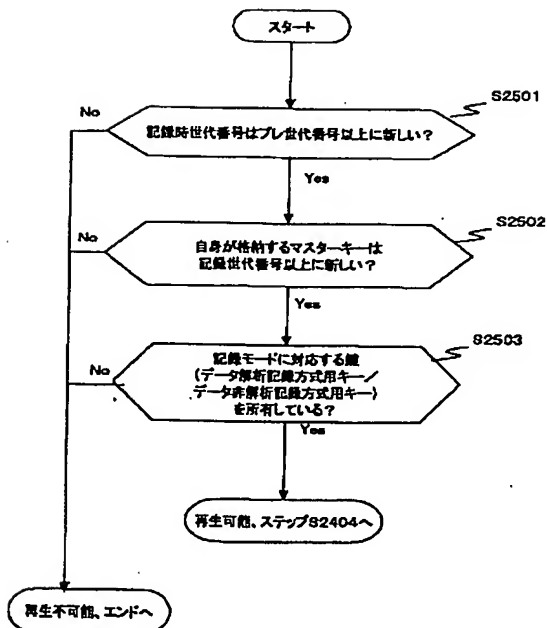 スタート
S2501
No
記録時世代番号はプレ世代番号以上に新しい？
Yes
S2502
No
自身が格納するマスターキーは
記録世代番号以上に新しい？
Yes
S2503
No
記録モードに対応する鍵
(データ解析記録方式用キー／
データ非解析記録方式用キー)
を所有している？
Yes
再生可能、ステップS2404へ
再生不可能、エンドへ